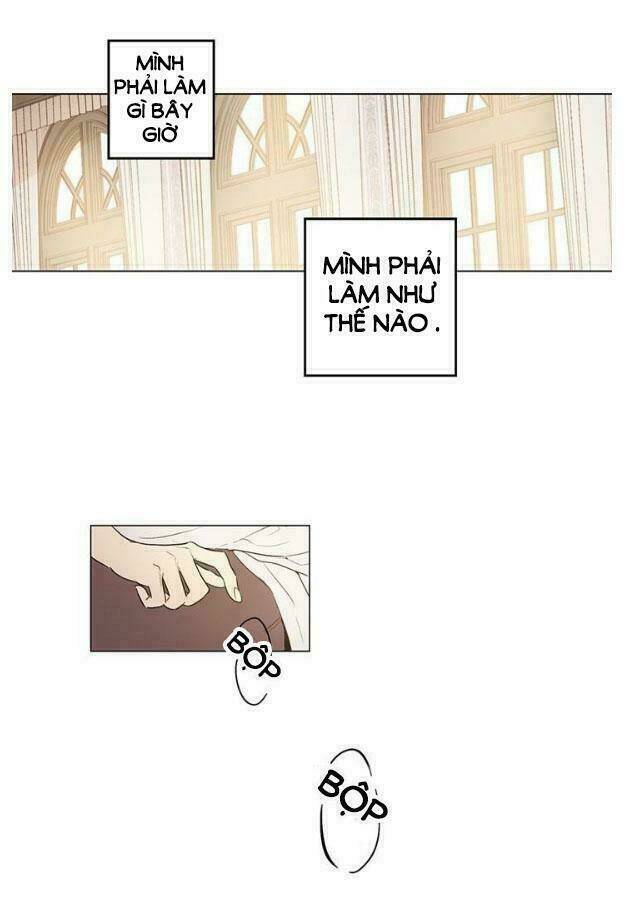 MÌNH
PHẢI LÀM
GÌ BÂY
GIỜ
MÌNH PHẢI
LÀM NHƯ
THẾ NÀO .
BỘP
BỘP